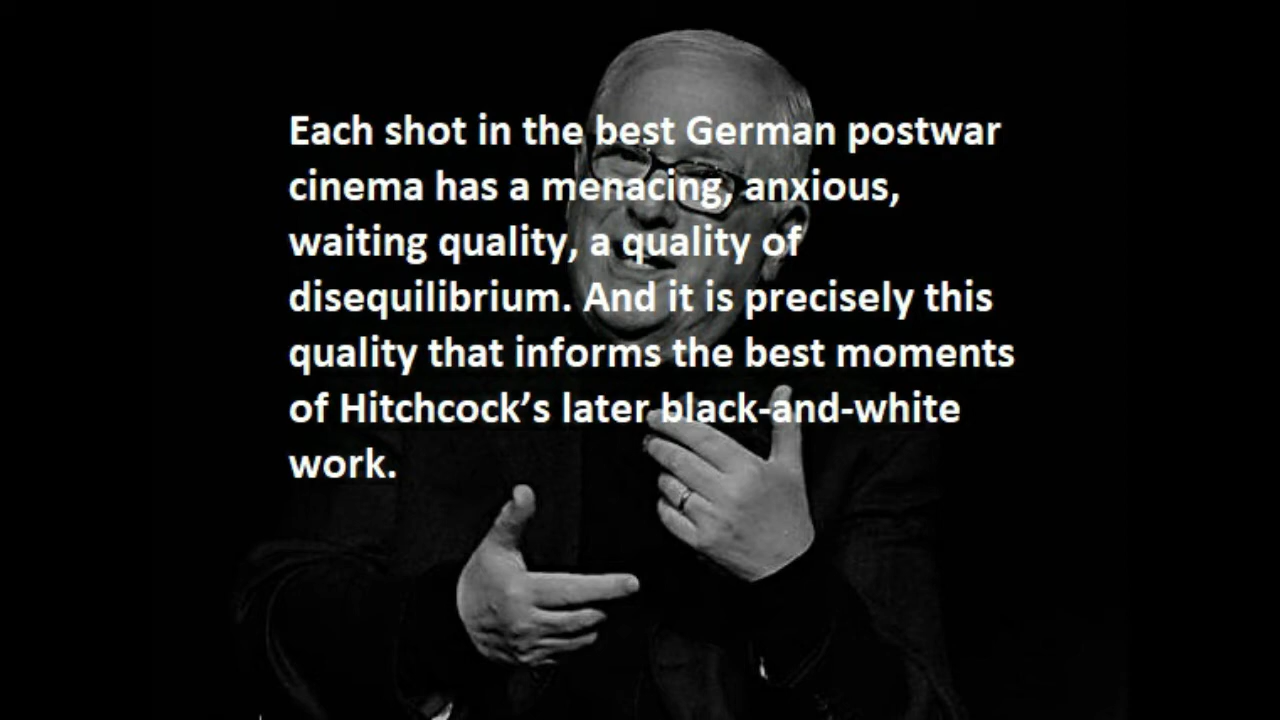 Each shot in the best German postwar
cinema has a menacing, anxious,
waiting quality, a quality of
disequilibrium. And it is precisely this
quality that informs the best moments
of Hitchcock’s later black-and-white
work.